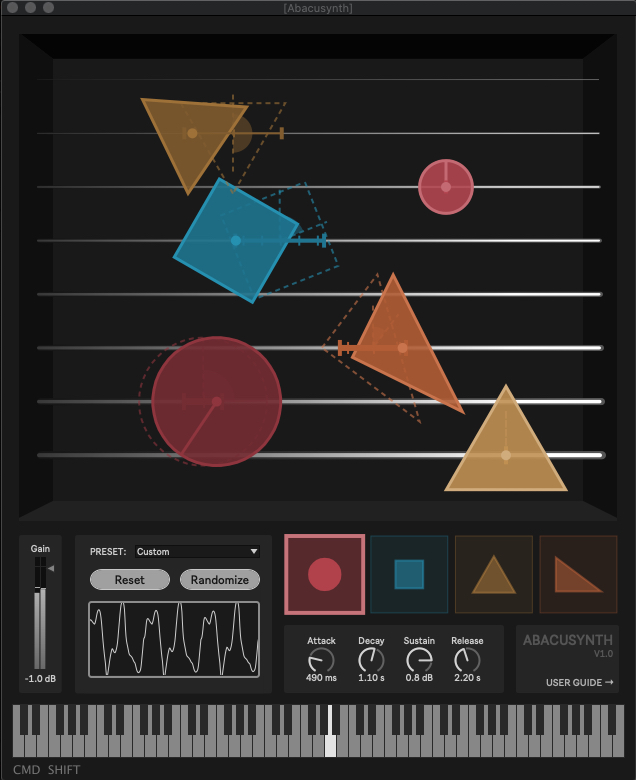 [Abacusynth]
Gain
-1.0 dB
PRESET: Custom
Reset Randomize
Attack Decay Sustain Release
490 ms 1.10 s 0.8 dB 2.20 s
ABACUSYNTH
V1.0
USER GUIDE →
CMD SHIFT